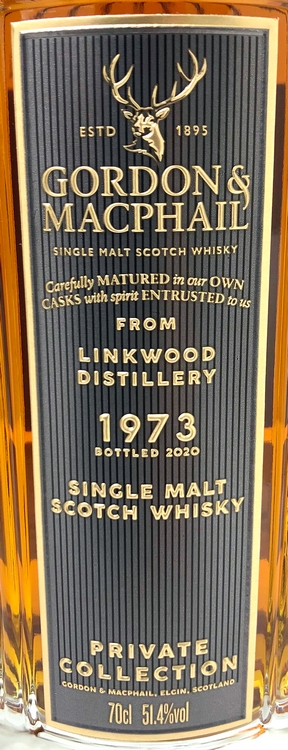 ESTD 1895
GORDON &
MACPHAIL
SINGLE MALT SCOTCH WHISKY
Carefully MATURED in our OWN
CASKS with spirit ENTRUSTED to us
FROM
LINKWOOD
DISTILLERY
1973
BOTTLED 2020
SINGLE MALT
SCOTCH WHISKY
PRIVATE
COLLECTION
GORDON & MACPHAIL, ELGIN, SCOTLAND
70cl 51.4%vol